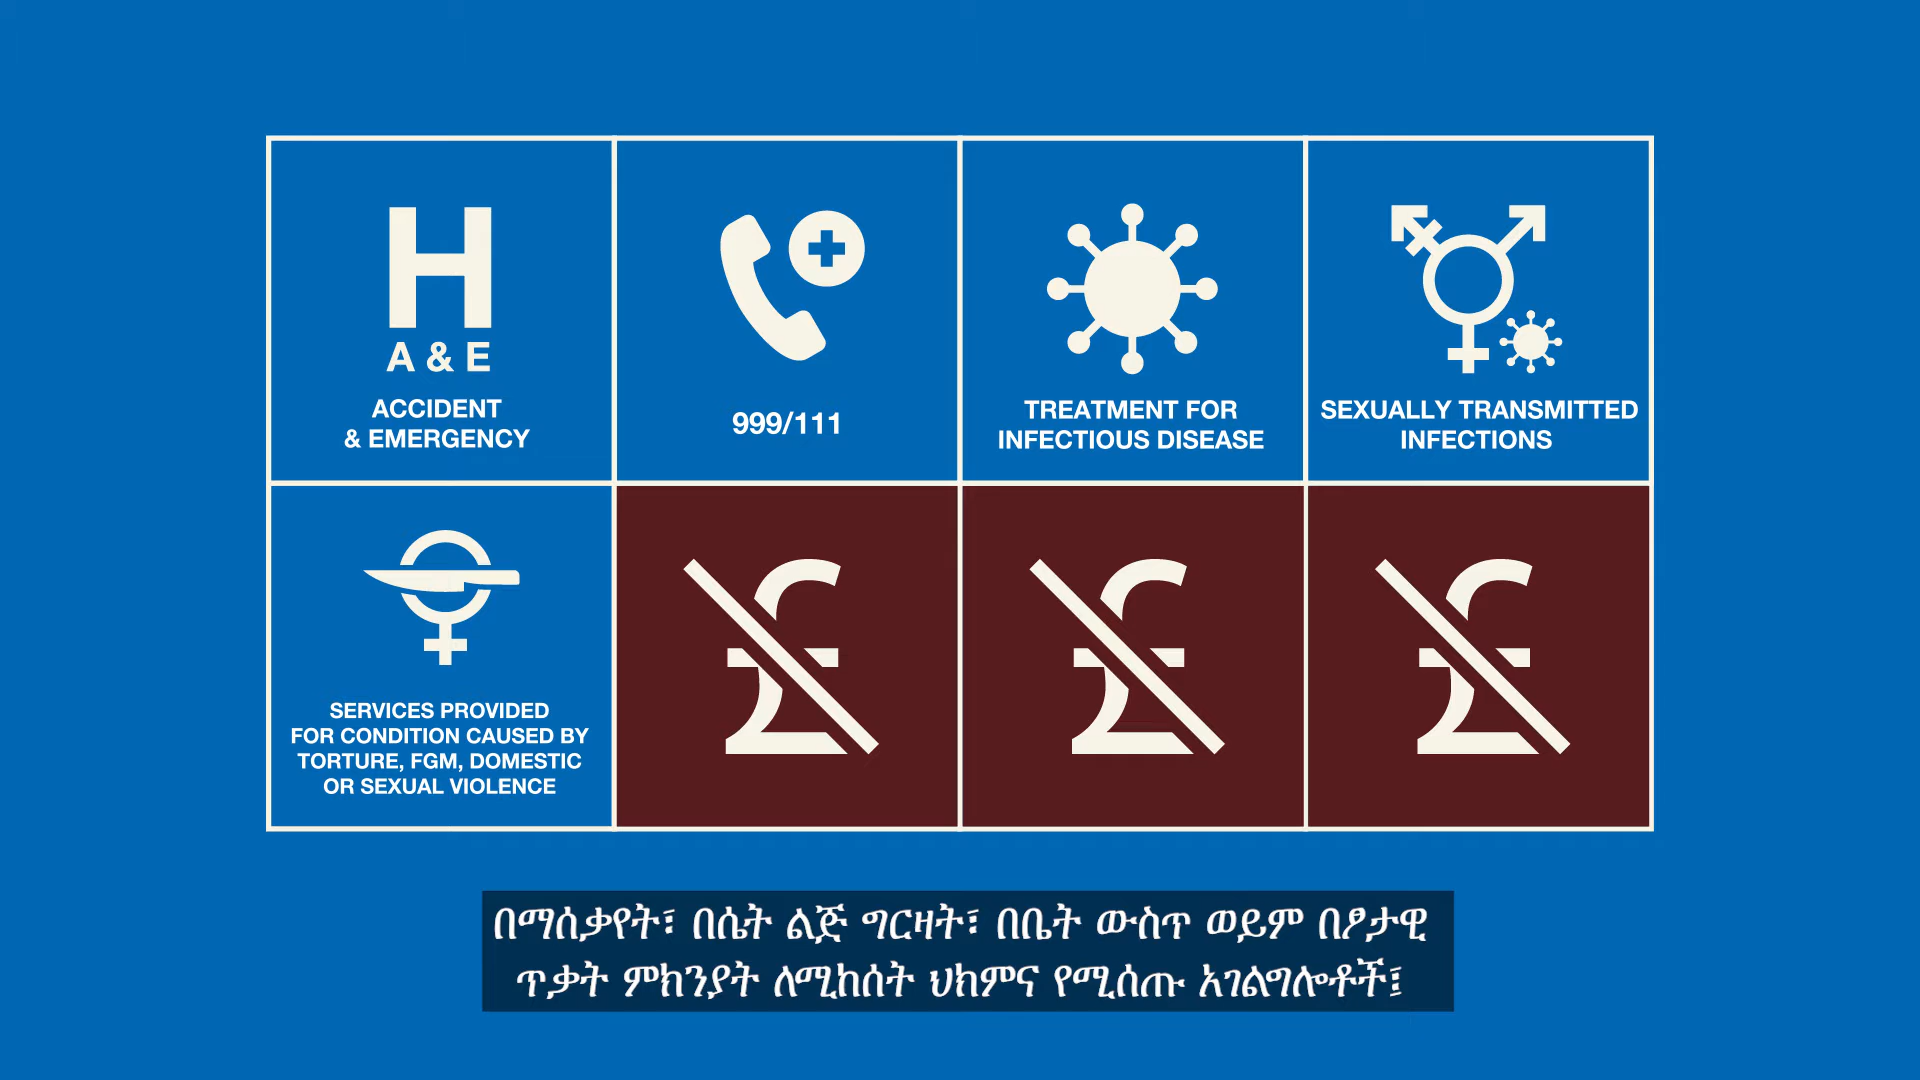 H
A & E
ACCIDENT
& EMERGENCY
999/111
TREATMENT FOR
INFECTIOUS DISEASE
SEXUALLY TRANSMITTED
INFECTIONS
SERVICES PROVIDED
FOR CONDITION CAUSED BY
TORTURE, FGM, DOMESTIC
OR SEXUAL VIOLENCE
£
£
£
በማሰቃየት፣ በሴት ልጅ ግርዛት፣ በቤት ውስጥ ወይም በፆታዊ
ጥቃት ምክንያት ለሚከሰት ህክምና የሚሰጡ አገልግሎቶች፤